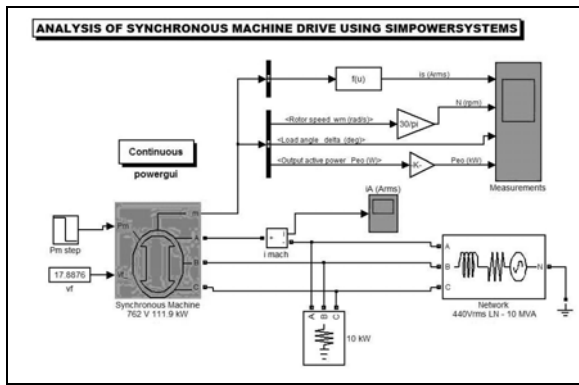 ANALYSIS OF SYNCHRONOUS MACHINE DRIVE USING SIMPOWERSYSTEMS
f(u)
is (Arms)
<Rotor speed wm (rad/s)>
30/pi
N (rpm)
<Load angle delta (deg)>
<Output active power Peo (W)>
-K-
Peo (kW)
Measurements
Continuous
powergui
iA (Arms)
Pm step
Pm
m
A
B
C
17.8876
vf
vf_
Synchronous Machine
762 V 111.9 kW
+
i
-
i mach
A
B
C
N
Network
440Vrms LN - 10 MVA
A
B
C
10 kW